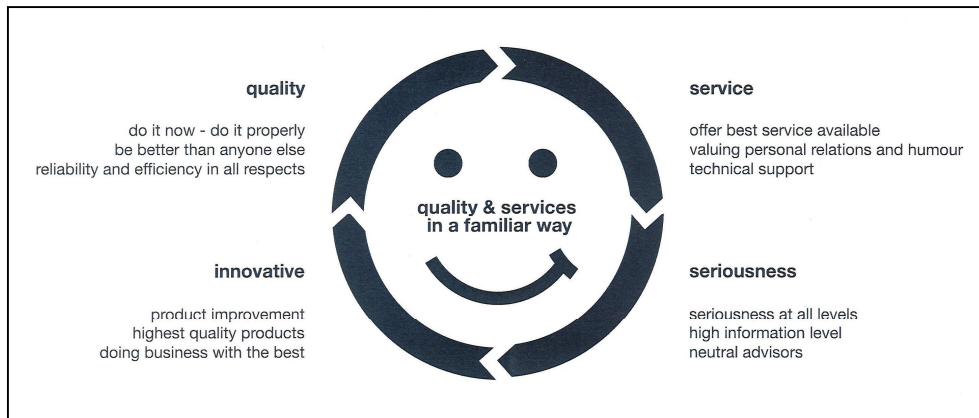 quality
do it now - do it properly
be better than anyone else
reliability and efficiency in all respects
service
offer best service available
valuing personal relations and humour
technical support
quality & services
in a familiar way
innovative
product improvement
highest quality products
doing business with the best
seriousness
seriousness at all levels
high information level
neutral advisors